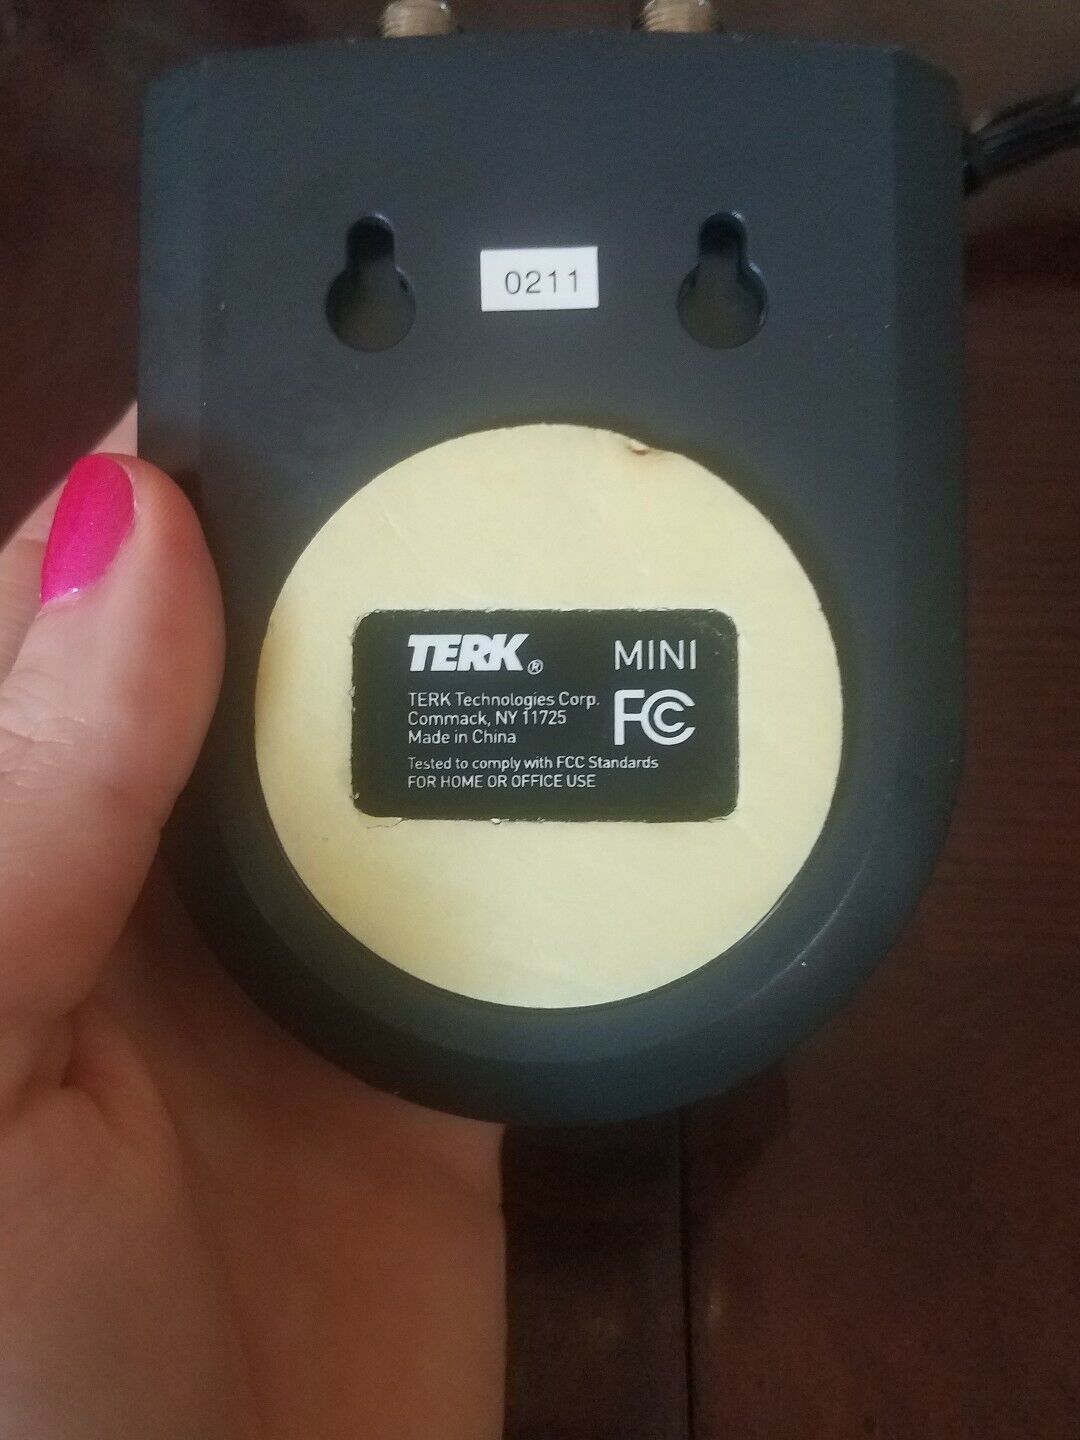 0211
TERK® MINI
TERK Technologies Corp.
Commack, NY 11725
Made in China
FC
Tested to comply with FCC Standards
FOR HOME OR OFFICE USE